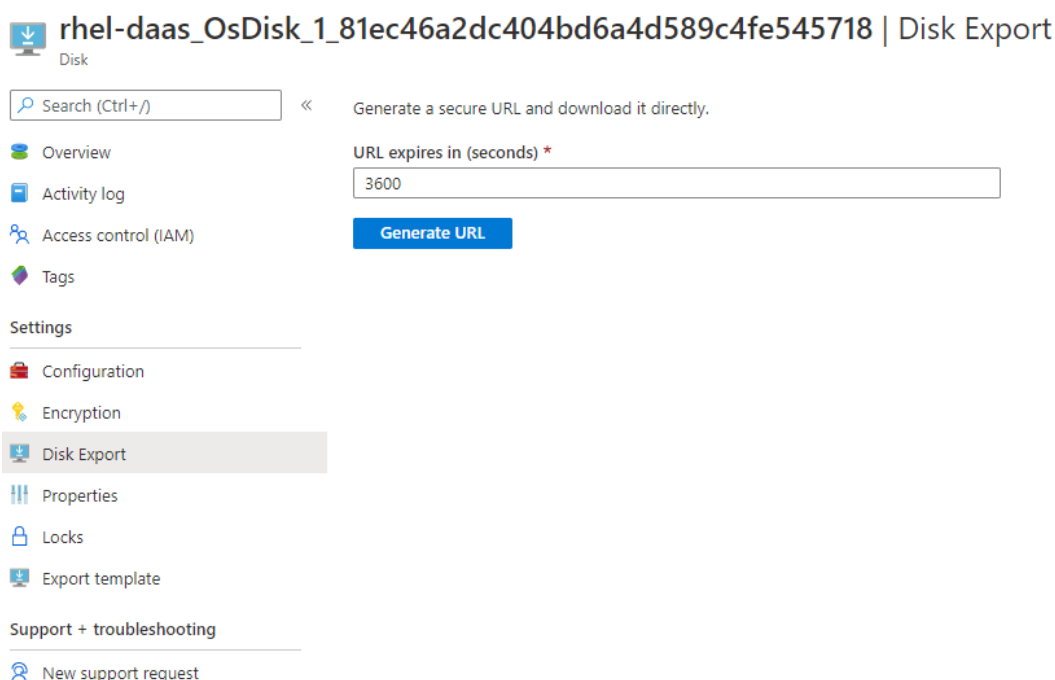 rhel-daas_OsDisk_1_81ec46a2dc404bd6a4d589c4fe545718 | Disk Export
Disk
Search (Ctrl+/)
«
Overview
Activity log
Access control (IAM)
Tags
Settings
Configuration
Encryption
Disk Export
Properties
Locks
Export template
Support + troubleshooting
New support request
Generate a secure URL and download it directly.
URL expires in (seconds) *
3600
Generate URL